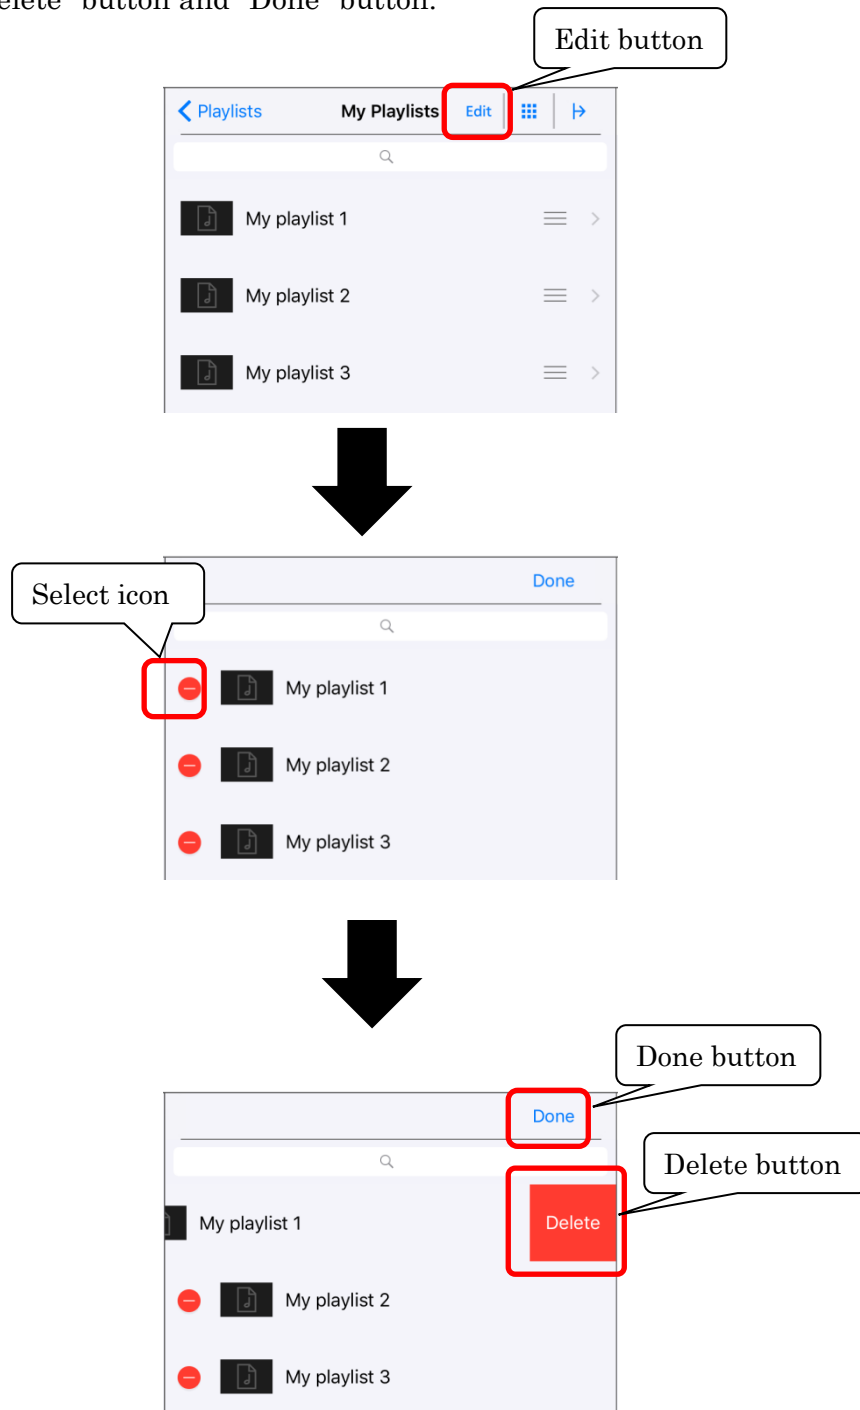 button and "Done" button.
Edit button
Playlists My Playlists Edit
My playlist 1
My playlist 2
My playlist 3
Done
Select icon
My playlist 1
My playlist 2
My playlist 3
Done button
Done
Delete button
My playlist 1 Delete
My playlist 2
My playlist 3